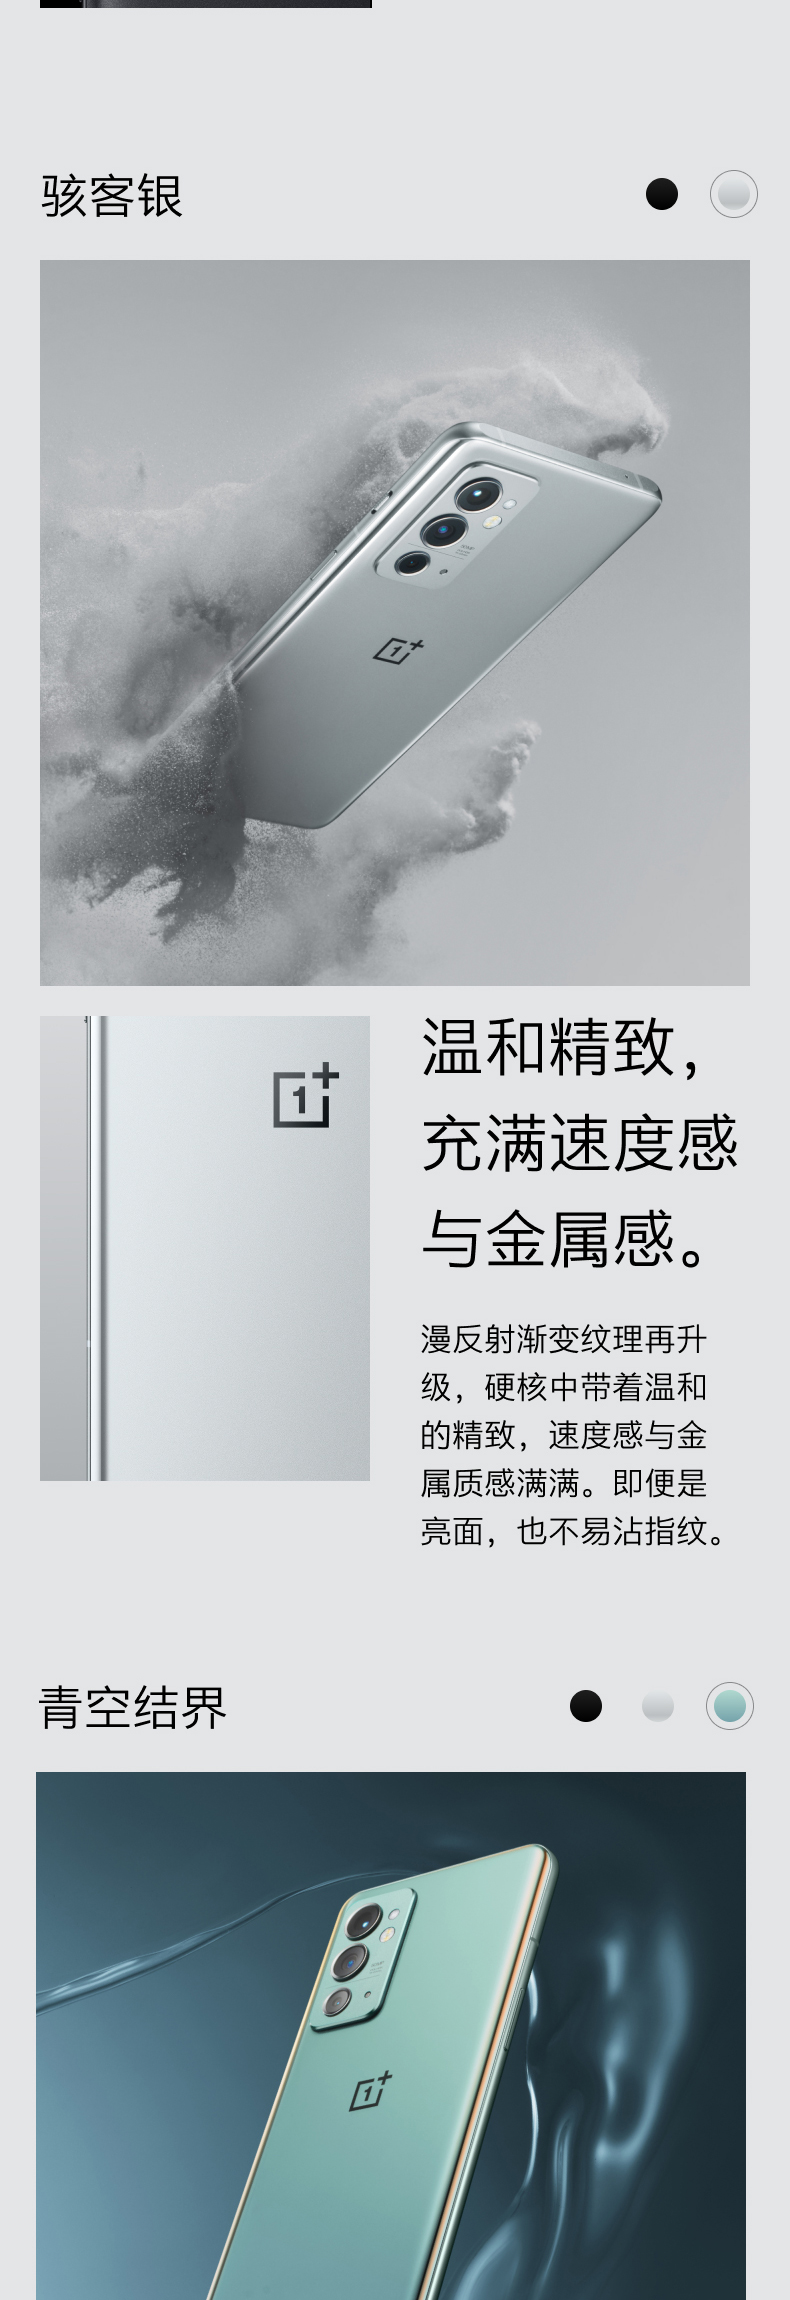 骇客银
温和精致，
充满速度感
与金属感。
漫反射渐变纹理再升
级，硬核中带着温和
的精致，速度感与金
属质感满满。即便是
亮面，也不易沾指纹。
青空结界